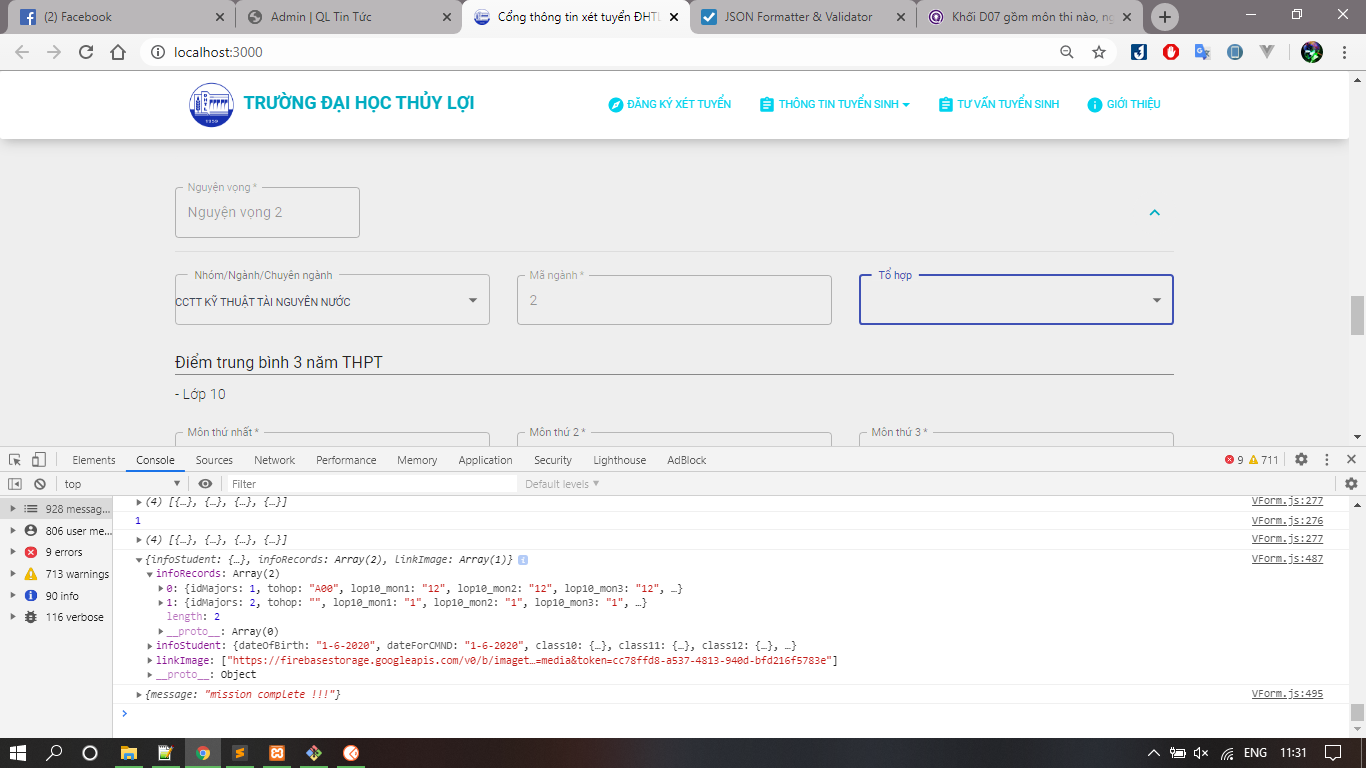 (2) Facebook
Admin | QL Tin Tức
Cổng thông tin xét tuyển ĐHTL
JSON Formatter & Validator
Khối D07 gồm môn thi nào, ng
localhost:3000
TRƯỜNG ĐẠI HỌC THỦY LỢI
ĐĂNG KÝ XÉT TUYỂN
THÔNG TIN TUYỂN SINH
TƯ VẤN TUYỂN SINH
GIỚI THIỆU
Nguyện vọng *
Nguyện vọng 2
Nhóm/Ngành/Chuyên ngành
CCTT KỸ THUẬT TÀI NGUYÊN NƯỚC
Mã ngành *
2
Tổ hợp
Điểm trung bình 3 năm THPT
- Lớp 10
Môn thứ nhất *
Môn thứ 2 *
Môn thứ 3 *
Elements Console Sources Network Performance Memory Application Security Lighthouse AdBlock 9 711
top Filter Default levels ▼
928 messag...
806 user me...
9 errors
713 warnings
90 info
116 verbose
(4) [{…}, {…}, {…}, {…}] VForm.js:277
1 VForm.js:276
(4) [{…}, {…}, {…}, {…}] VForm.js:277
{infoStudent: {…}, infoRecords: Array(2), linkImage: Array(1)} VForm.js:487
infoRecords: Array(2)
0: {idMajors: 1, tohop: "A00", lop10_mon1: "12", lop10_mon2: "12", lop10_mon3: "12", …}
1: {idMajors: 2, tohop: "", lop10_mon1: "1", lop10_mon2: "1", lop10_mon3: "1", …}
length: 2
__proto__: Array(0)
infoStudent: {dateOfBirth: "1-6-2020", dateForCMND: "1-6-2020", class10: {…}, class11: {…}, class12: {…}, …}
linkImage: ["https://firebasestorage.googleapis.com/v0/b/imaget…=media&token=cc78ffd8-a537-4813-940d-bfd216f5783e"]
__proto__: Object
{message: "mission complete !!!"} VForm.js:495
ENG 11:31